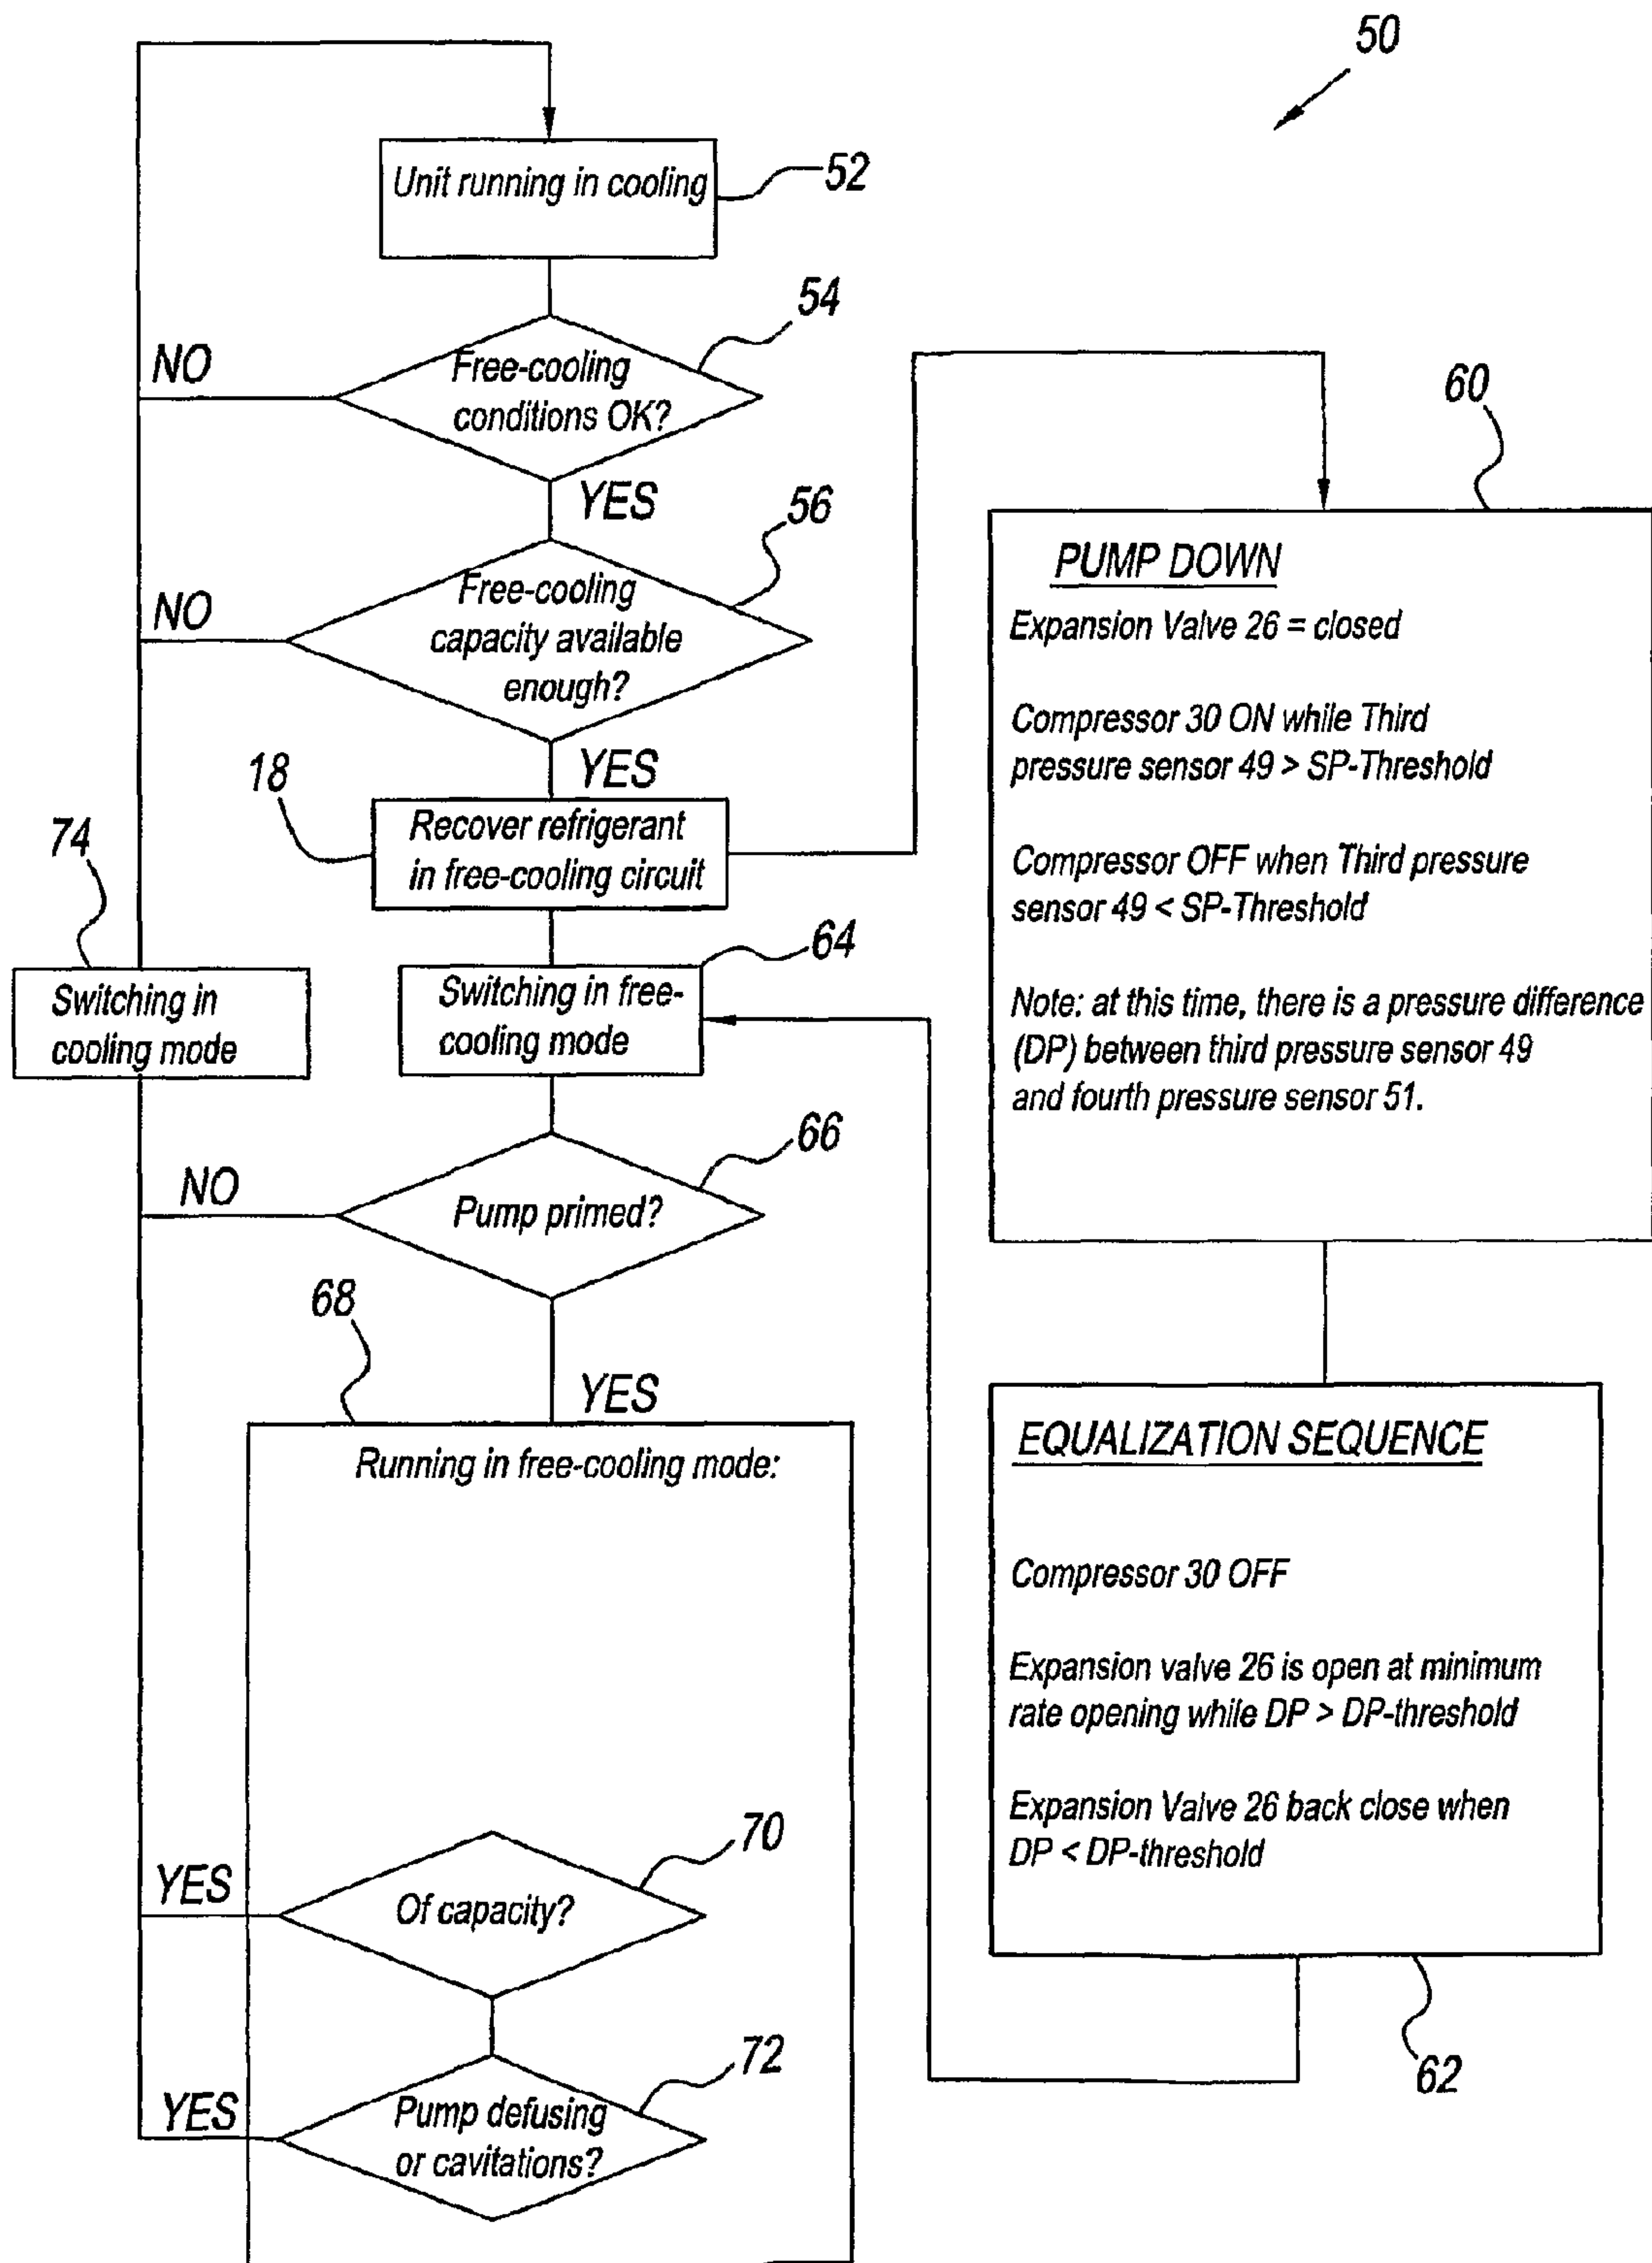 50
Unit running in cooling
52
54
NO
Free-cooling
conditions OK?
YES
56
NO
Free-cooling
capacity available
enough?
YES
18
Recover refrigerant
in free-cooling circuit
74
Switching in
cooling mode
64
Switching in free-
cooling mode
66
NO
Pump primed?
68
YES
Running in free-cooling mode:
70
YES
Of capacity?
72
YES
Pump defusing
or cavitations?
60
PUMP DOWN
Expansion Valve 26 = closed
Compressor 30 ON while Third
pressure sensor 49 > SP-Threshold
Compressor OFF when Third pressure
sensor 49 < SP-Threshold
Note: at this time, there is a pressure difference
(DP) between third pressure sensor 49
and fourth pressure sensor 51.
EQUALIZATION SEQUENCE
Compressor 30 OFF
Expansion valve 26 is open at minimum
rate opening while DP > DP-threshold
Expansion Valve 26 back close when
DP < DP-threshold
62